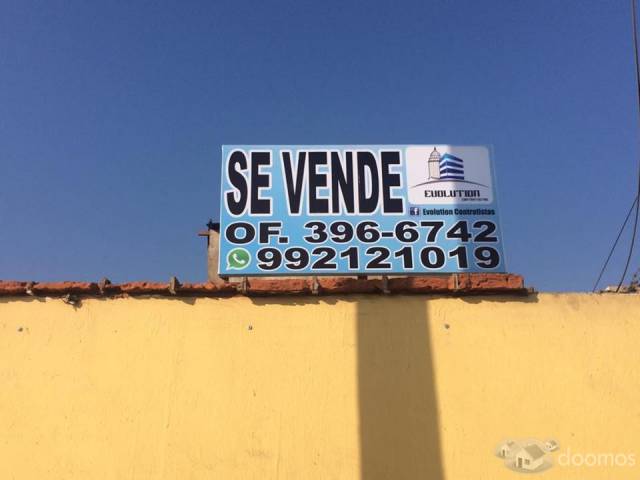 SE VENDE
EVOLUTION
Evolution Contratistas
OF. 396-6742
992121019
doomos